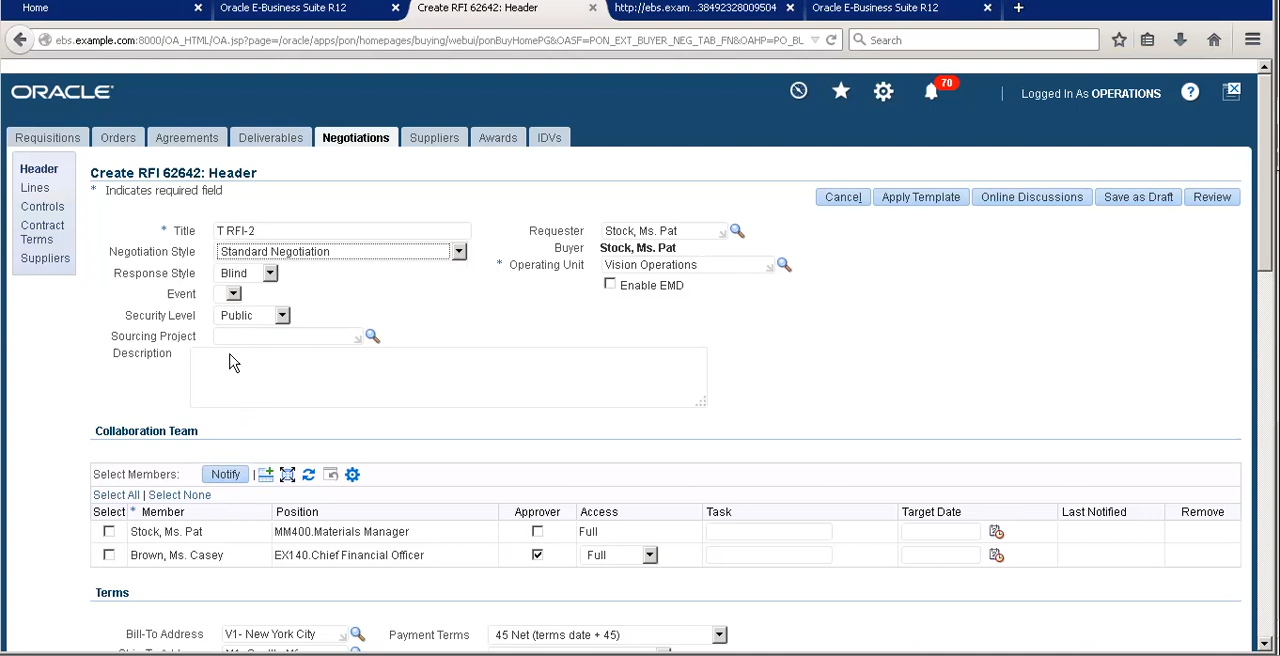 Home
Oracle E-Business Suite R12
Create RFI 62642: Header
http://ebs.exam...38492328009504
Oracle E-Business Suite R12
ebs.example.com:8000/OA_HTML/OA.jsp?page=/oracle/apps/pon/homepages/buying/webui/ponBuyHomePG&OASF=PON_EXT_BUYER_NEG_TAB_FN&OAHP=PO_BU
Search
ORACLE
70
Logged In As OPERATIONS
Requisitions Orders Agreements Deliverables Negotiations Suppliers Awards IDVs
Header
Lines
Controls
Contract
Terms
Suppliers
Create RFI 62642: Header
* Indicates required field
Cancel Apply Template Online Discussions Save as Draft Review
* Title T RFI-2
Negotiation Style Standard Negotiation
Response Style Blind
Event
Security Level Public
Sourcing Project
Description
Requester Stock, Ms. Pat
Buyer Stock, Ms. Pat
* Operating Unit Vision Operations
Enable EMD
Collaboration Team
Select Members: Notify
Select All | Select None
Select * Member Position Approver Access Task Target Date Last Notified Remove
Stock, Ms. Pat MM400.Materials Manager Full
Brown, Ms. Casey EX140.Chief Financial Officer Full
Terms
Bill-To Address V1- New York City Payment Terms 45 Net (terms date + 45)